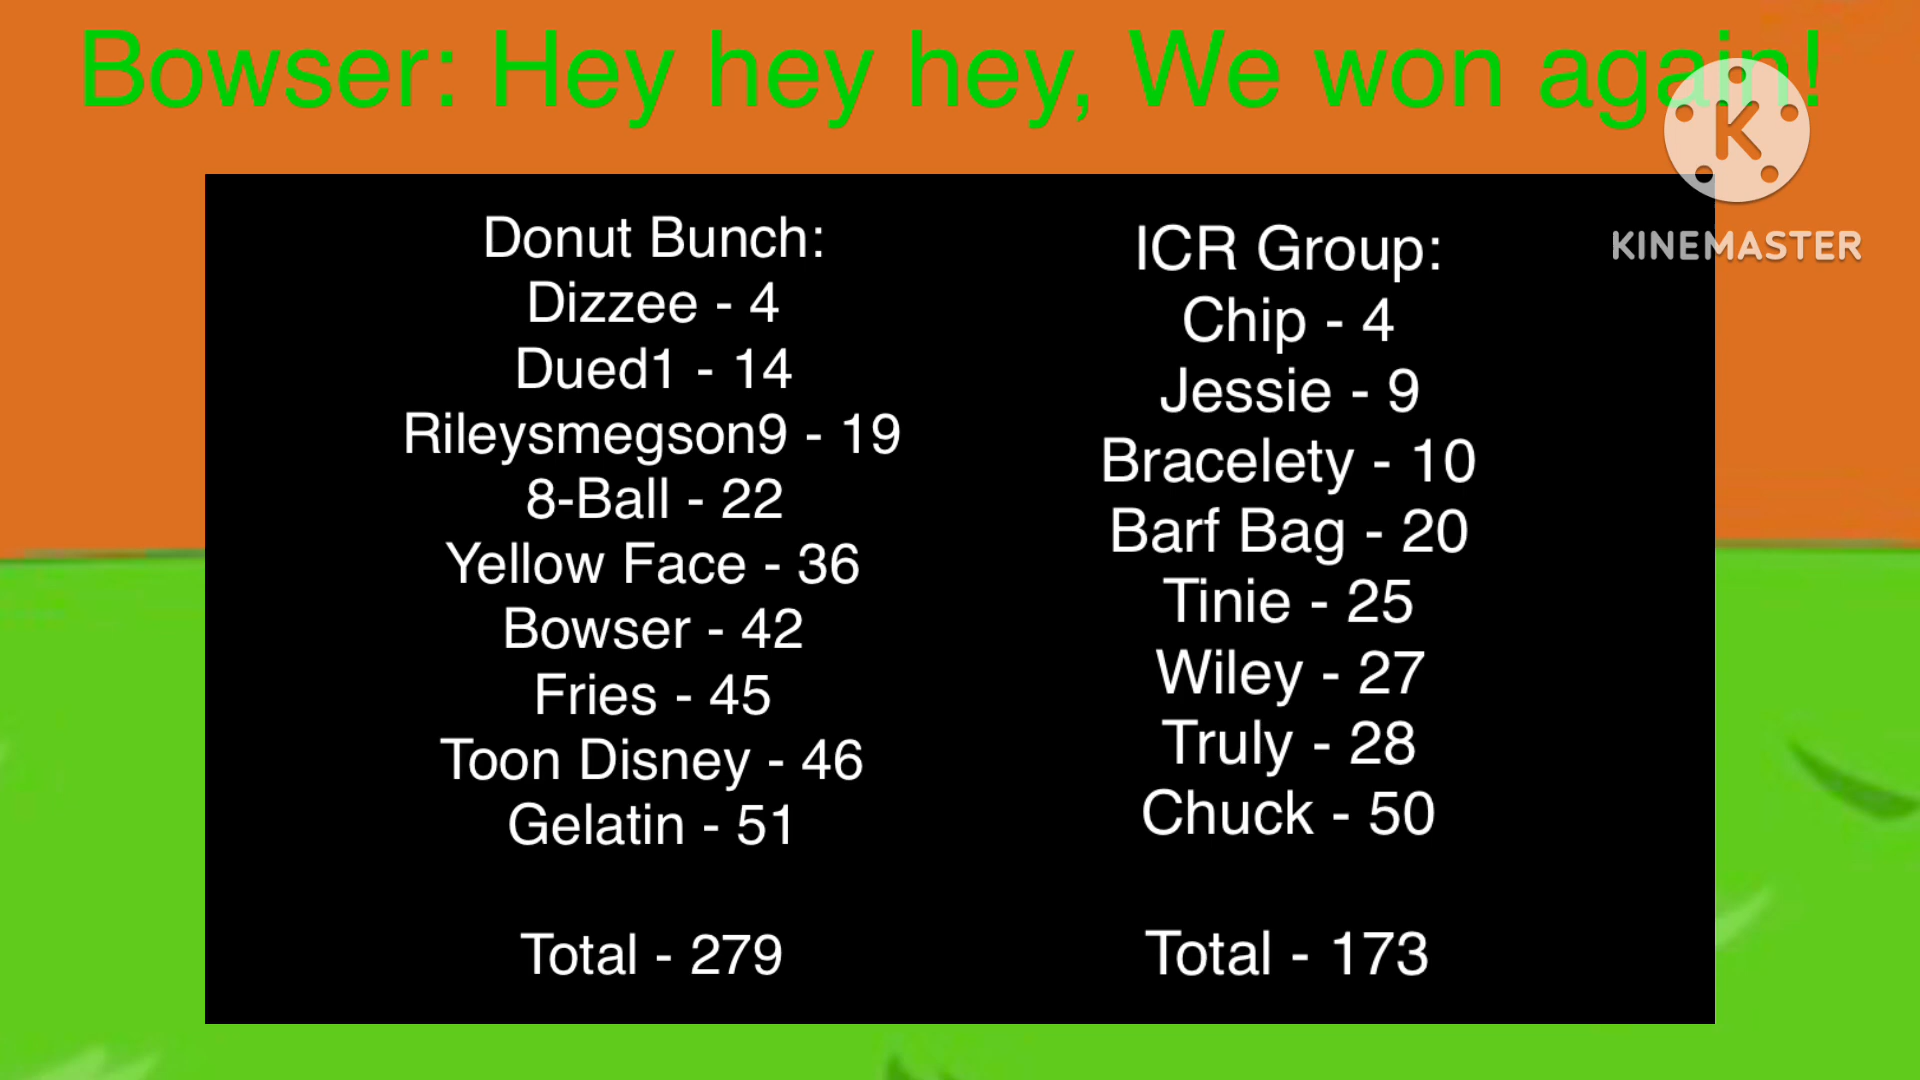 Bowser: Hey hey hey, We won again!
K
KINEMASTER
Donut Bunch:
Dizzee - 4
Dued1 - 14
Rileysmegson9 - 19
8-Ball - 22
Yellow Face - 36
Bowser - 42
Fries - 45
Toon Disney - 46
Gelatin - 51
Total - 279
ICR Group:
Chip - 4
Jessie - 9
Bracelety - 10
Barf Bag - 20
Tinie - 25
Wiley - 27
Truly - 28
Chuck - 50
Total - 173